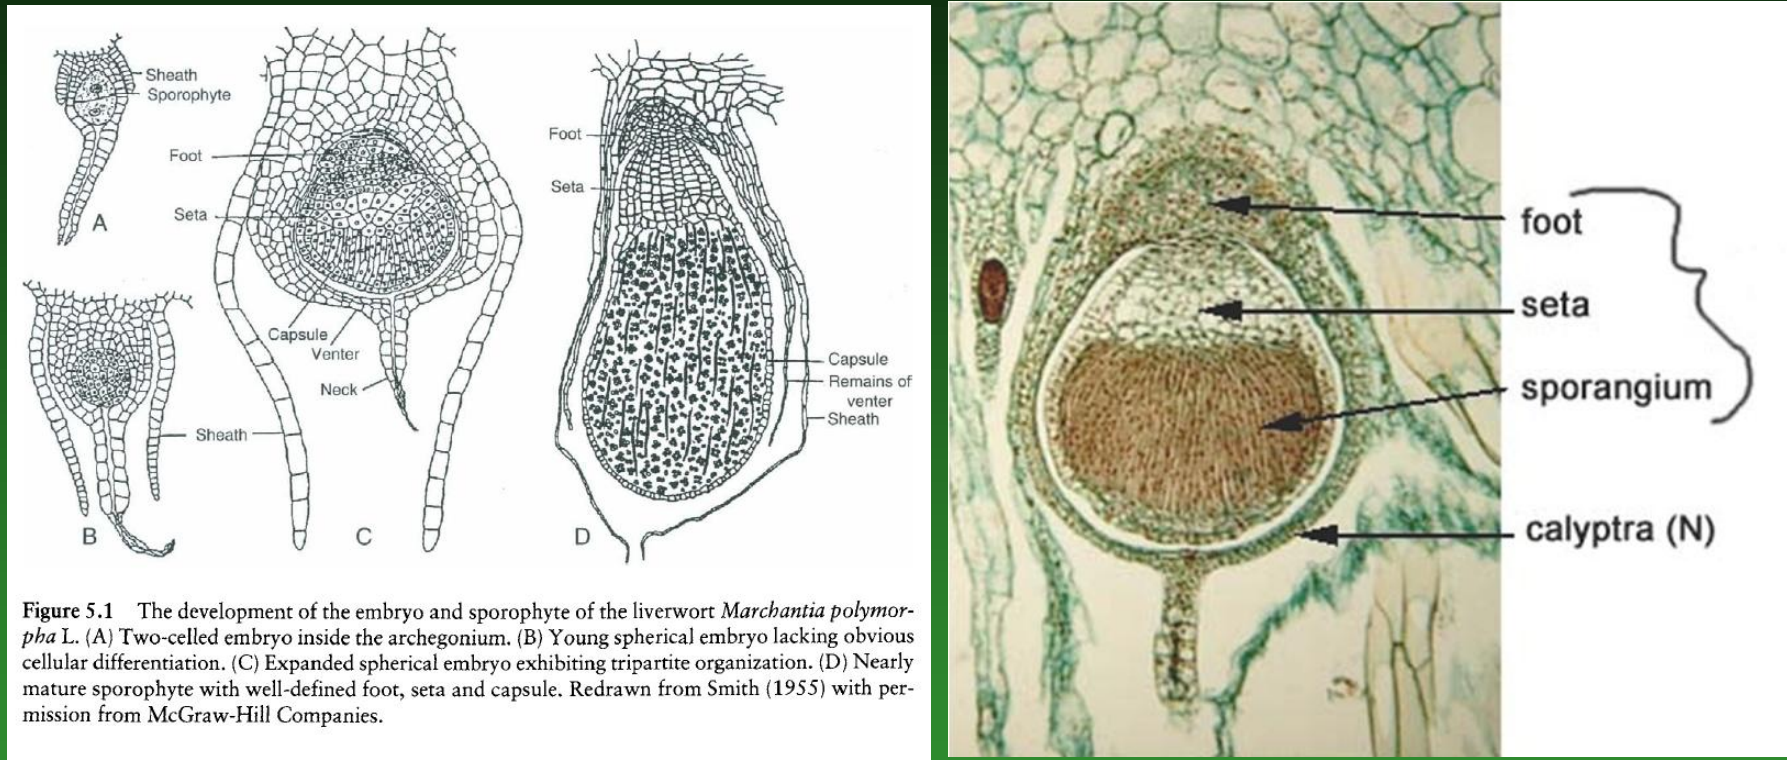 Sheath
Sporophyte
Foot
Seta
A
Capsule
Venter
Neck
Sheath
B
C
Foot
Seta
Capsule
Remains of
venter
Sheath
D
Figure 5.1 The development of the embryo and sporophyte of the liverwort Marchantia polymor-
pha L. (A) Two-celled embryo inside the archegonium. (B) Young spherical embryo lacking obvious
cellular differentiation. (C) Expanded spherical embryo exhibiting tripartite organization. (D) Nearly
mature sporophyte with well-defined foot, seta and capsule. Redrawn from Smith (1955) with per-
mission from McGraw-Hill Companies.
foot
seta
sporangium
calyptra (N)